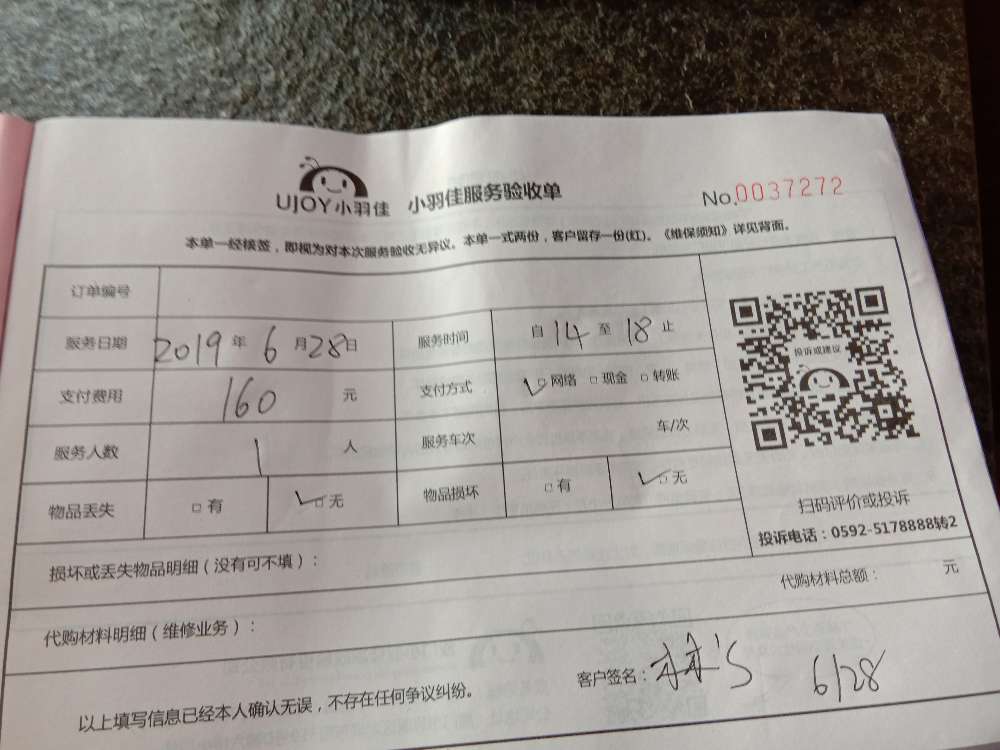 UJOY小羽佳 小羽佳服务验收单 No.0037272
本单一经核签，即视为对本次服务验收无异议。本单一式两份，客户留存一份(红)。《维保须知》详见背面。
订单编号
服务日期 2019年6月28日 服务时间 自14至18止
支付费用 160元 支付方式 ✓□网络 □现金 □转账
投诉或建议
服务人数 1人 服务车次 车/次
物品丢失 □有 ✓□无 物品损坏 □有 ✓□无
扫码评价或投诉
投诉电话：0592-5178888转2
损坏或丢失物品明细（没有可不填）：
代购材料明细（维修业务）： 代购材料总额： 元
客户签名： 6/28
以上填写信息已经本人确认无误，不存在任何争议纠纷。